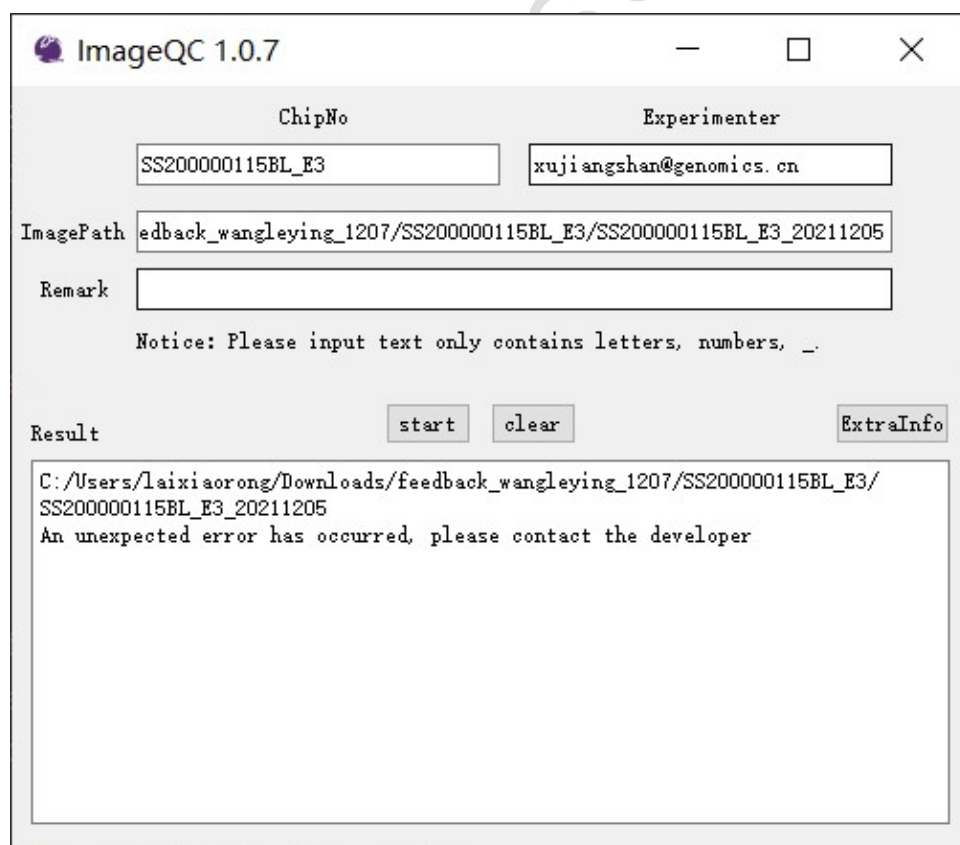 ImageQC 1.0.7
ChipNo
Experimenter
SS200000115BL_E3
xujiangshan@genomics.cn
ImagePath
edback_wangleying_1207/SS200000115BL_E3/SS200000115BL_E3_20211205
Remark
Notice: Please input text only contains letters, numbers, _.
Result
start
clear
ExtraInfo
C:/Users/laixiaorong/Downloads/feedback_wangleying_1207/SS200000115BL_E3/
SS200000115BL_E3_20211205
An unexpected error has occurred, please contact the developer